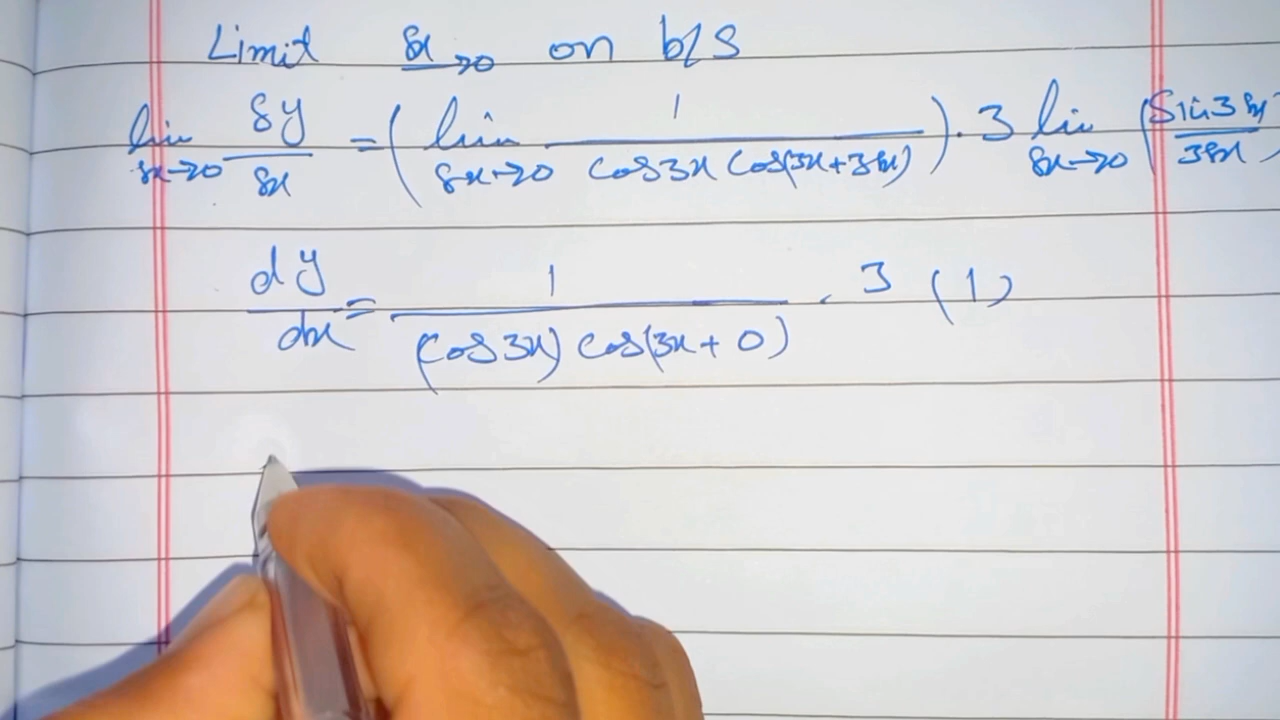 Limit δx→0 on b/s
lim δx→0 δy/δx = (lim δx→0 1/cos3x cos(3x+3δx)) . 3 lim δx→0 (sin3δx/3δx)
dy/dx = 1/(cos3x) cos(3x+0) . 3 (1)